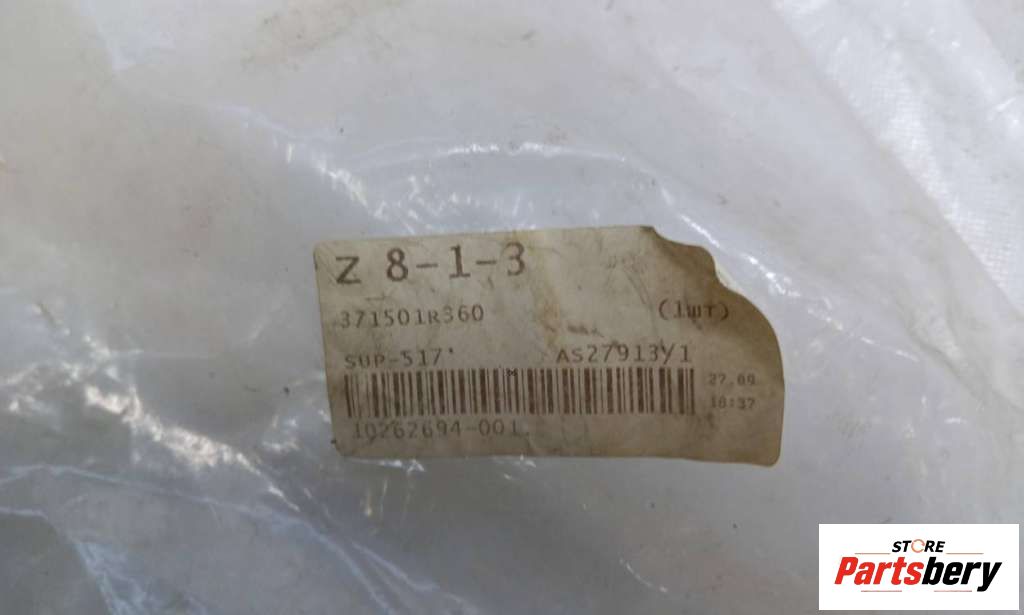 Z 8-1-3
371501R360 (1шт)
SUP-517 AS27913/1
27.09
18:37
10262694-001
STORE
Partsbery